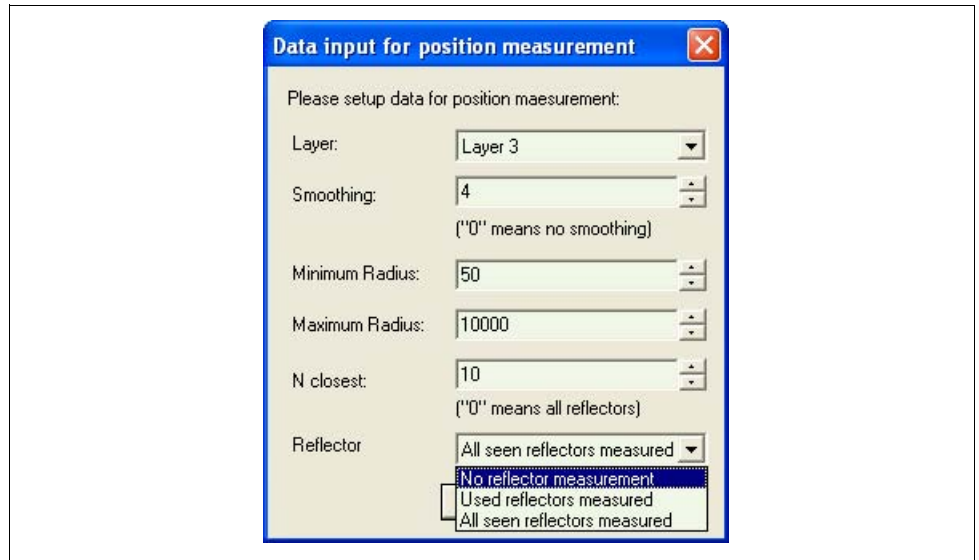 Data input for position measurement
Please setup data for position maesurement:
Layer: Layer 3
Smoothing: 4
("0" means no smoothing)
Minimum Radius: 50
Maximum Radius: 10000
N closest: 10
("0" means all reflectors)
Reflector All seen reflectors measured
No reflector measurement
Used reflectors measured
All seen reflectors measured